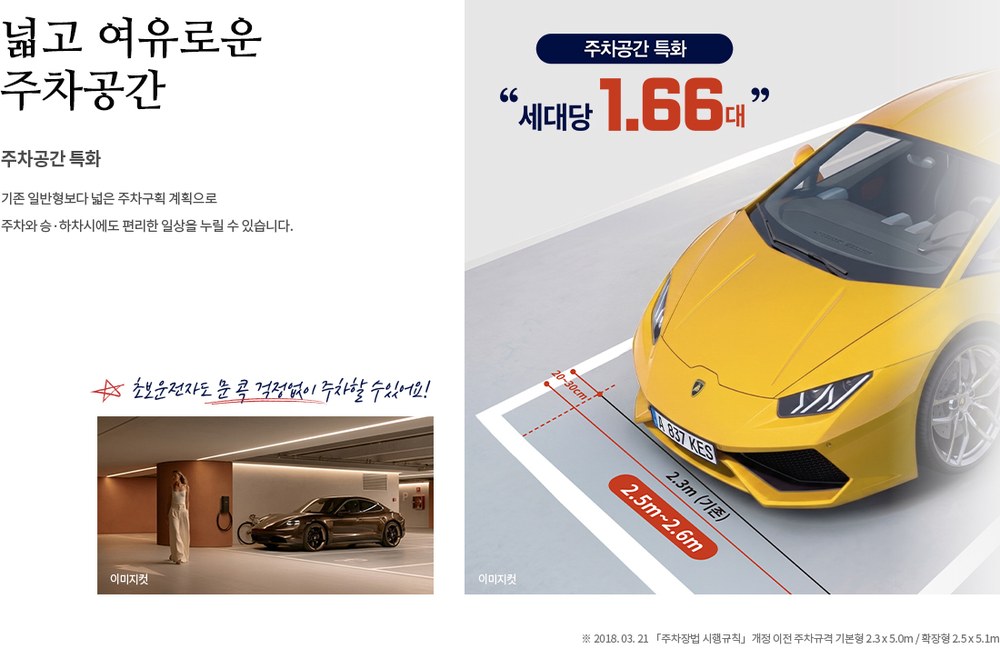 넓고 여유로운
주차공간
주차공간 특화
기존 일반형보다 넓은 주차구획 계획으로
주차와 승·하차시에도 편리한 일상을 누릴 수 있습니다.
초보운전자도 문 콕 걱정없이 주차할 수 있어요!
이미지컷
주차공간 특화
“세대당 1.66대”
20~30cm
A 837 KES
2.3m (기존)
2.5m~2.6m
이미지컷
※ 2018. 03. 21 「주차장법 시행규칙」 개정 이전 주차규격 기본형 2.3 x 5.0m / 확장형 2.5 x 5.1m